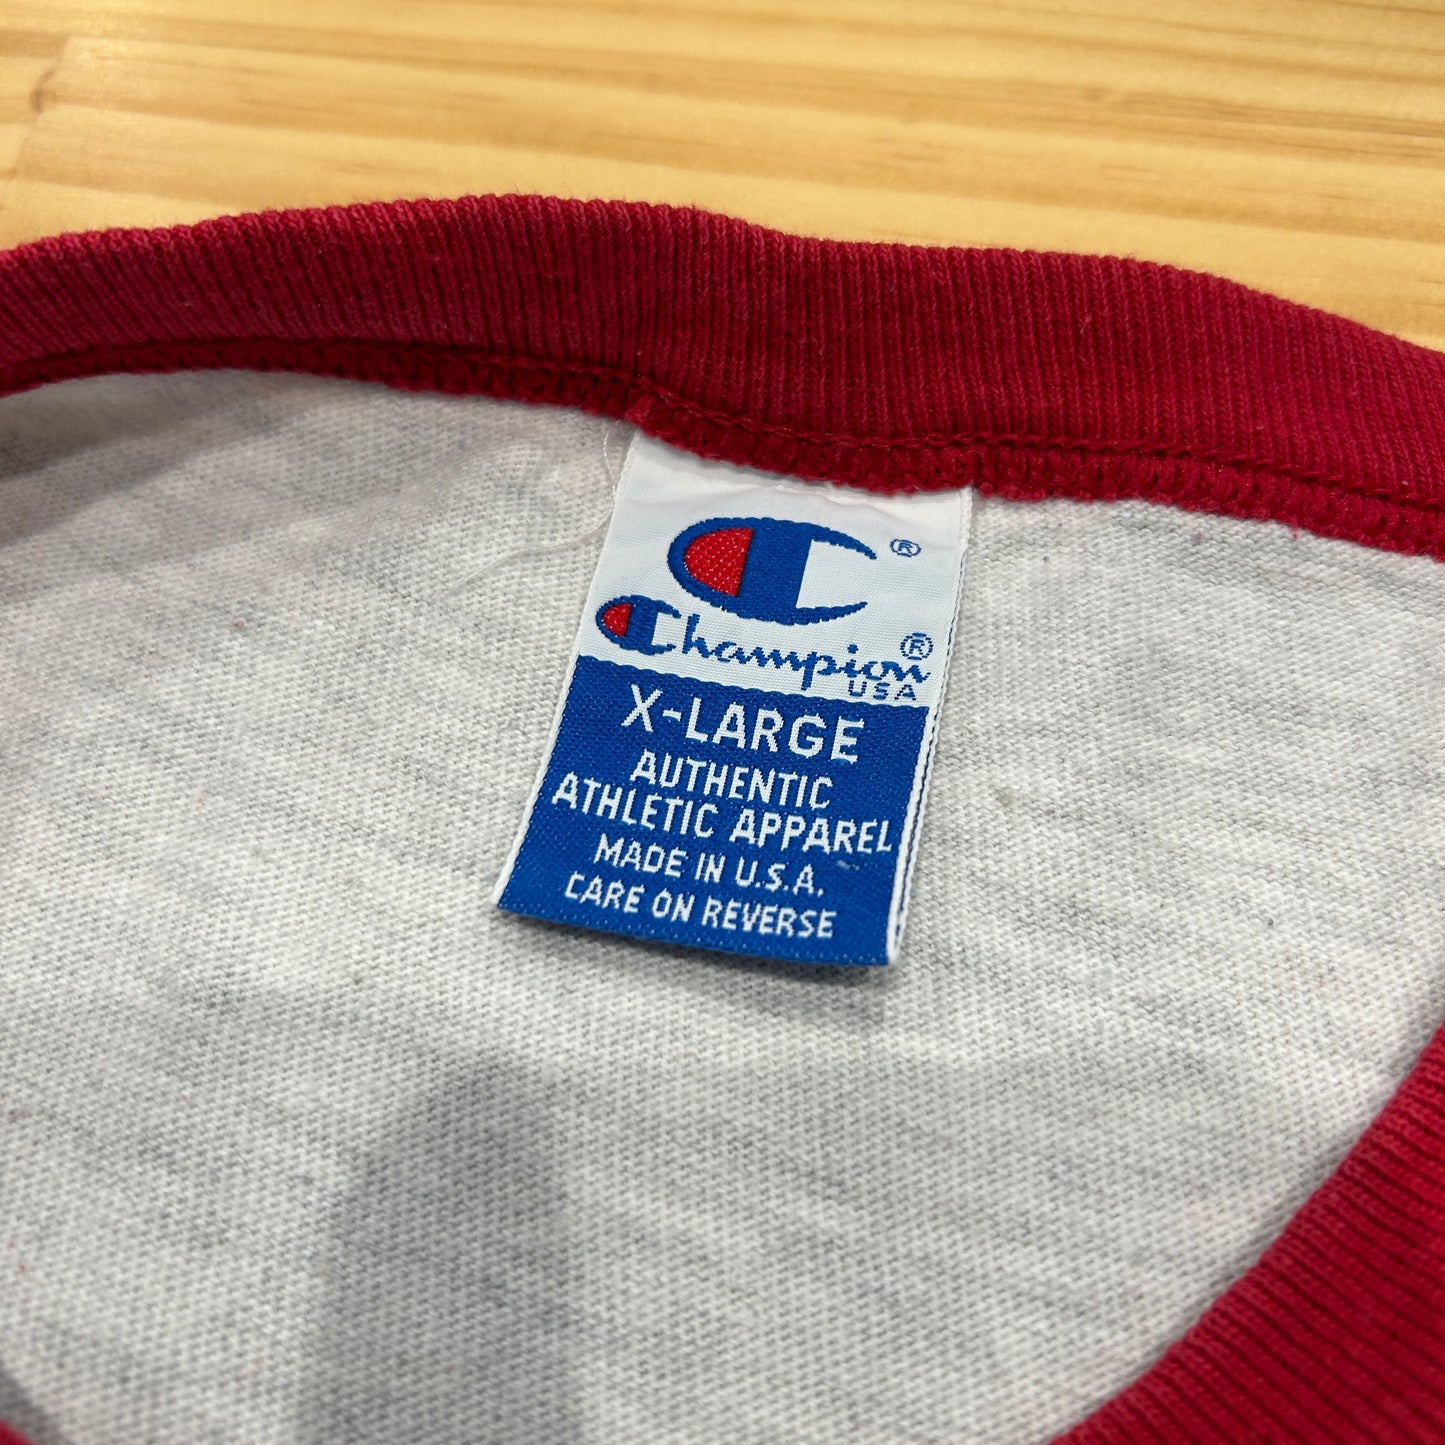 ®
Champion®
USA
X-LARGE
AUTHENTIC
ATHLETIC APPAREL
MADE IN U.S.A.
CARE ON REVERSE